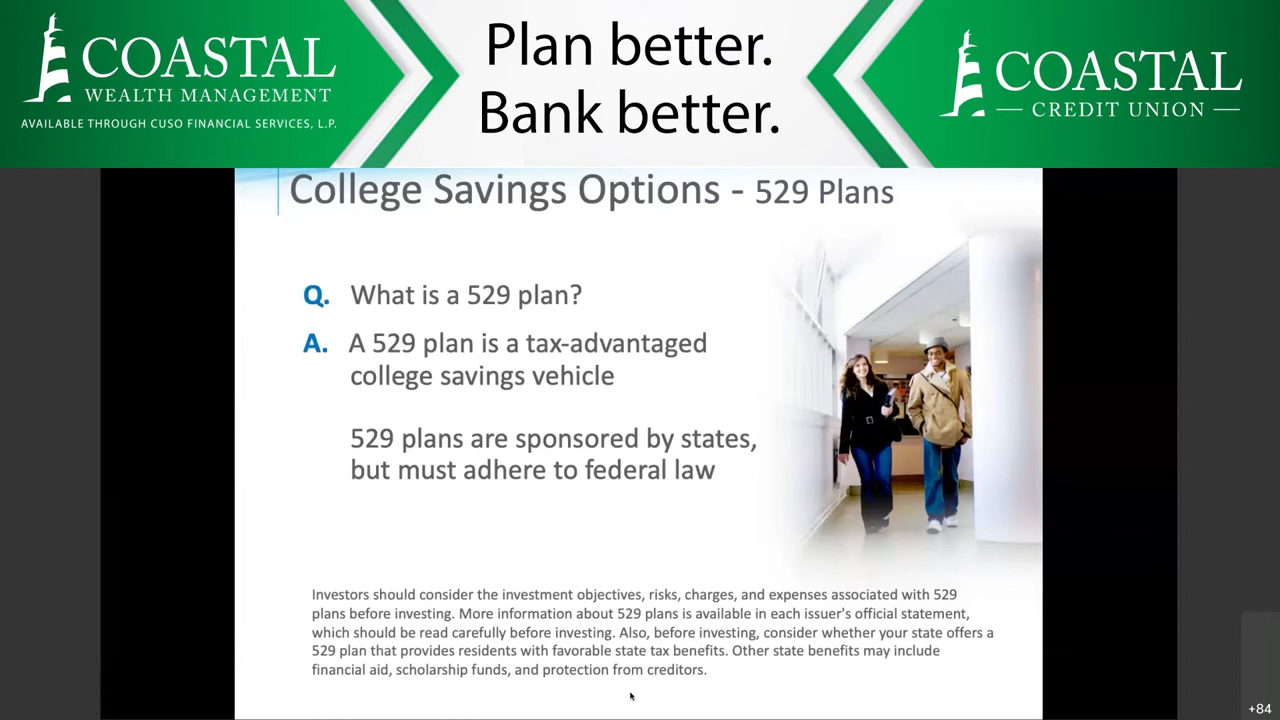 COASTAL
WEALTH MANAGEMENT
AVAILABLE THROUGH CUSO FINANCIAL SERVICES, L.P.
Plan better.
Bank better.
COASTAL
CREDIT UNION
College Savings Options - 529 Plans
Q. What is a 529 plan?
A. A 529 plan is a tax-advantaged
college savings vehicle
529 plans are sponsored by states,
but must adhere to federal law
Investors should consider the investment objectives, risks, charges, and expenses associated with 529
plans before investing. More information about 529 plans is available in each issuer's official statement,
which should be read carefully before investing. Also, before investing, consider whether your state offers a
529 plan that provides residents with favorable state tax benefits. Other state benefits may include
financial aid, scholarship funds, and protection from creditors.
+84